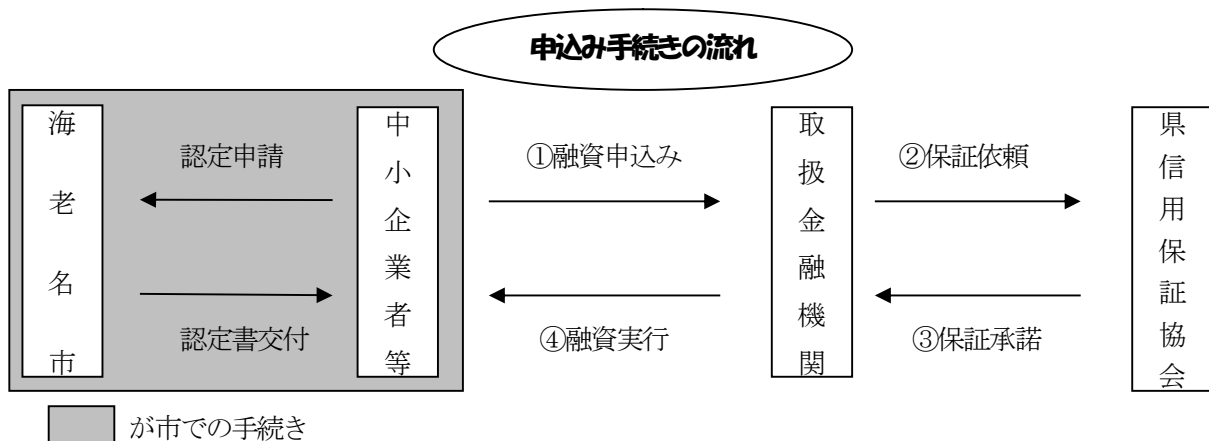 申込み手続きの流れ
海老名市
認定申請
認定書交付
中小企業者等
①融資申込み
④融資実行
取扱金融機関
②保証依頼
③保証承諾
県信用保証協会
が市での手続き